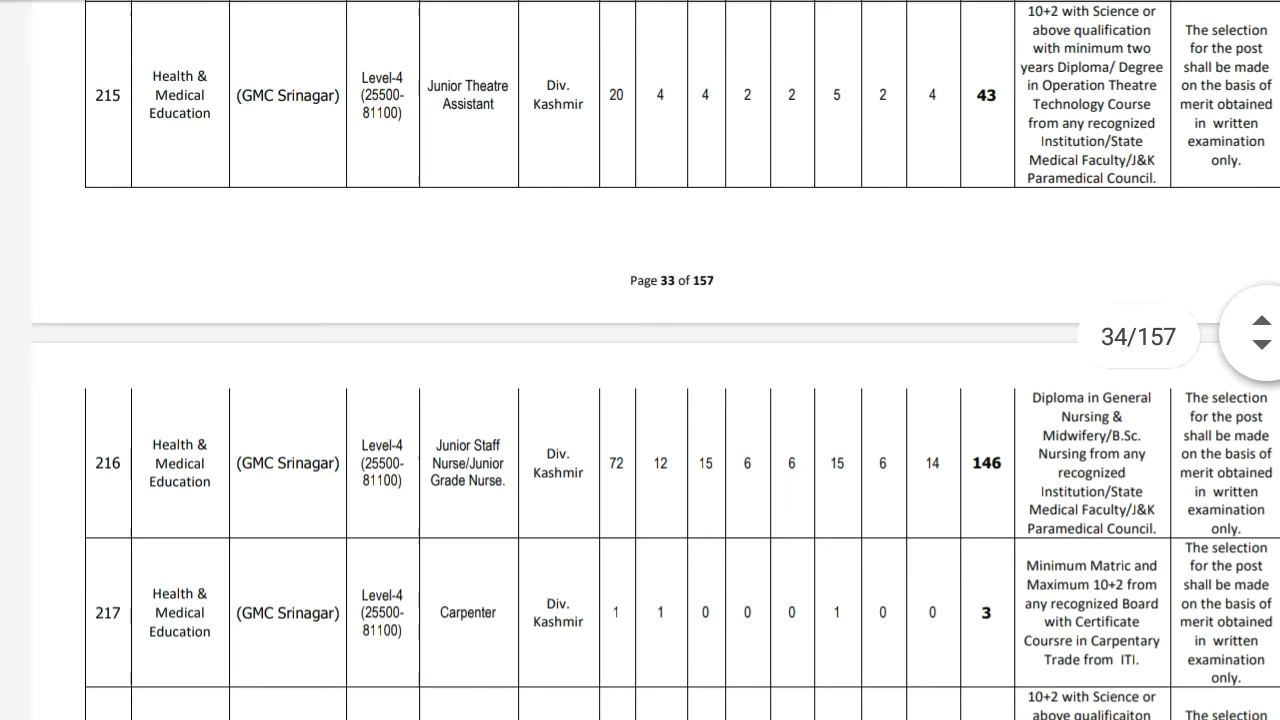 215
Health &
Medical
Education
(GMC Srinagar)
Level-4
(25500-
81100)
Junior Theatre
Assistant
Div.
Kashmir
20
4
4
2
2
5
2
4
43
10+2 with Science or
above qualification
with minimum two
years Diploma/ Degree
in Operation Theatre
Technology Course
from any recognized
Institution/State
Medical Faculty/J&K
Paramedical Council.
The selection
for the post
shall be made
on the basis of
merit obtained
in written
examination
only.
Page 33 of 157
34/157
216
Health &
Medical
Education
(GMC Srinagar)
Level-4
(25500-
81100)
Junior Staff
Nurse/Junior
Grade Nurse.
Div.
Kashmir
72
12
15
6
6
15
6
14
146
Diploma in General
Nursing &
Midwifery/B.Sc.
Nursing from any
recognized
Institution/State
Medical Faculty/J&K
Paramedical Council.
The selection
for the post
shall be made
on the basis of
merit obtained
in written
examination
only.
217
Health &
Medical
Education
(GMC Srinagar)
Level-4
(25500-
81100)
Carpenter
Div.
Kashmir
1
1
0
0
0
1
0
0
3
Minimum Matric and
Maximum 10+2 from
any recognized Board
with Certificate
Coursre in Carpentary
Trade from ITI.
The selection
for the post
shall be made
on the basis of
merit obtained
in written
examination
only.
10+2 with Science or
above qualificaiton
The selection